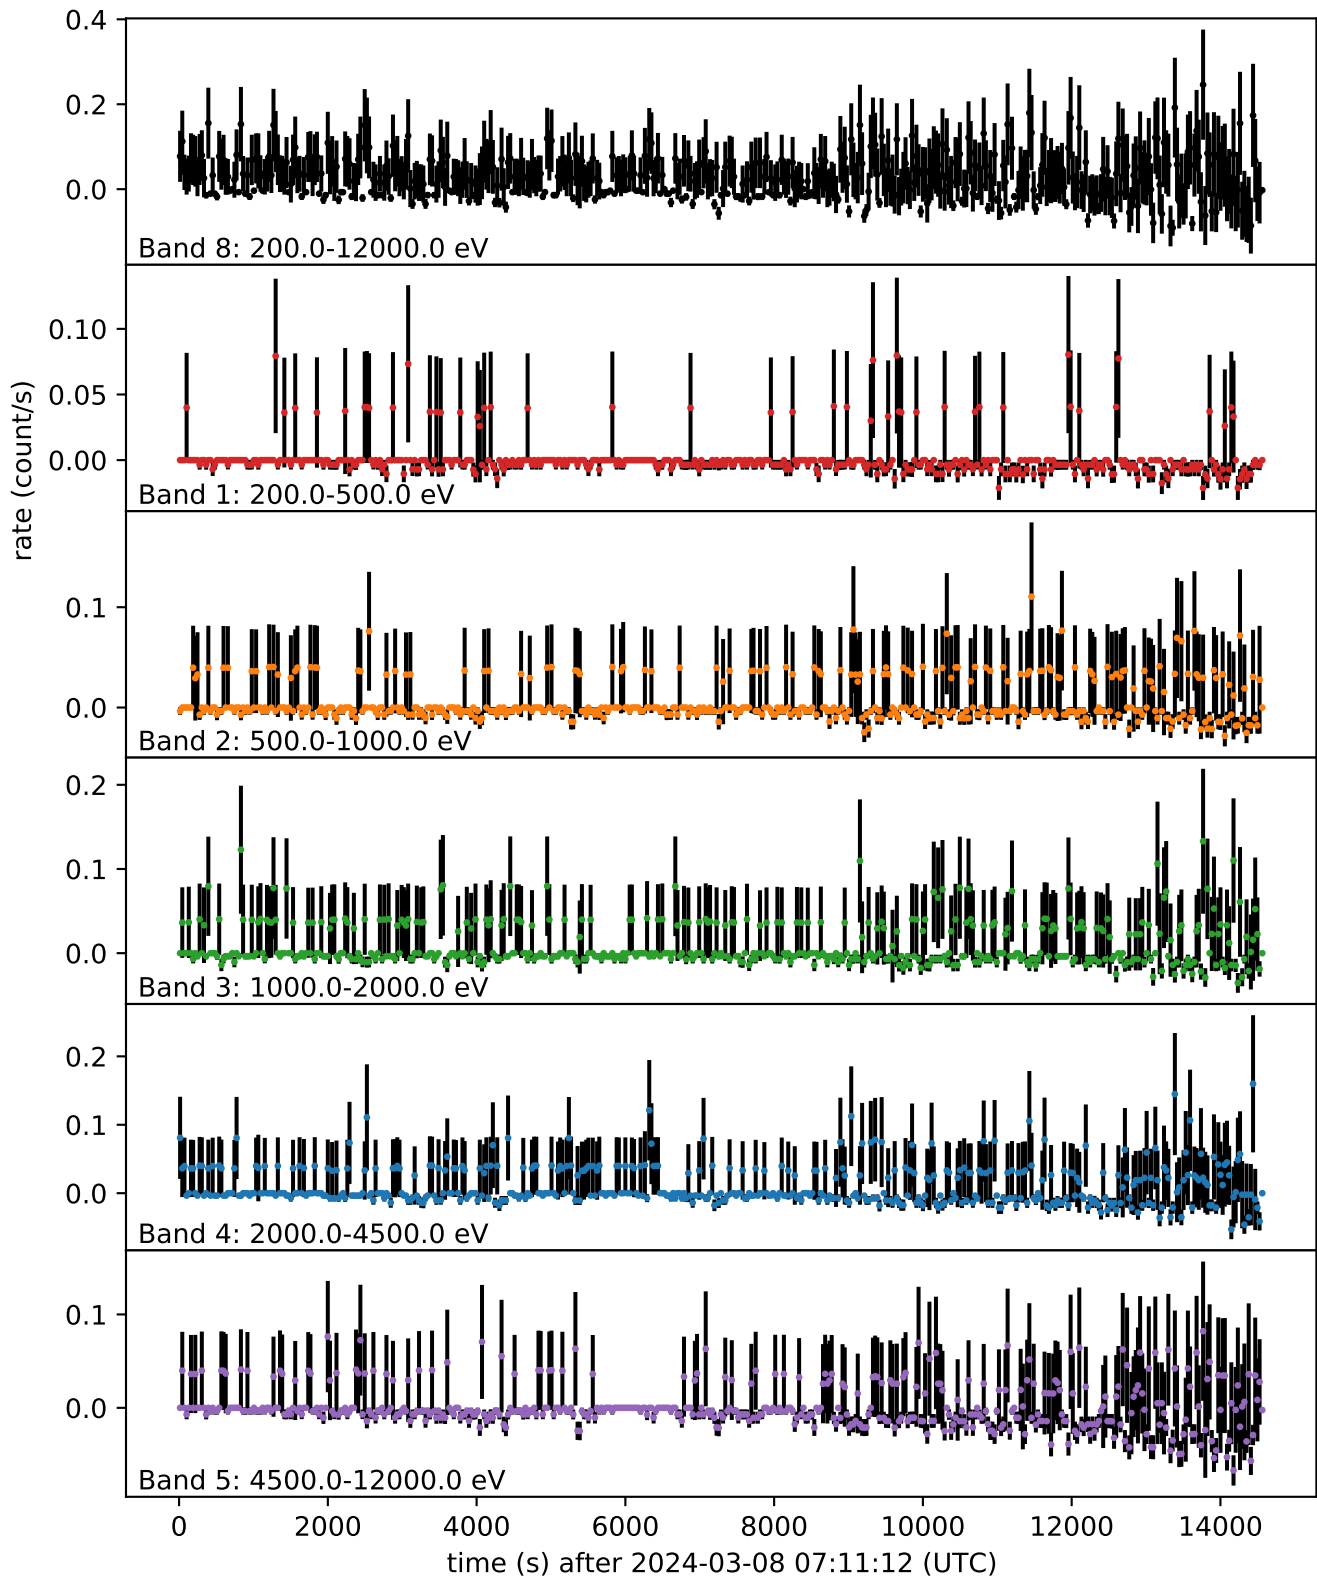 0.4
0.2
0.0
Band 8: 200.0-12000.0 eV
0.10
0.05
0.00
Band 1: 200.0-500.0 eV
rate (count/s)
0.1
0.0
Band 2: 500.0-1000.0 eV
0.2
0.1
0.0
Band 3: 1000.0-2000.0 eV
0.2
0.1
0.0
Band 4: 2000.0-4500.0 eV
0.1
0.0
Band 5: 4500.0-12000.0 eV
0 2000 4000 6000 8000 10000 12000 14000
time (s) after 2024-03-08 07:11:12 (UTC)